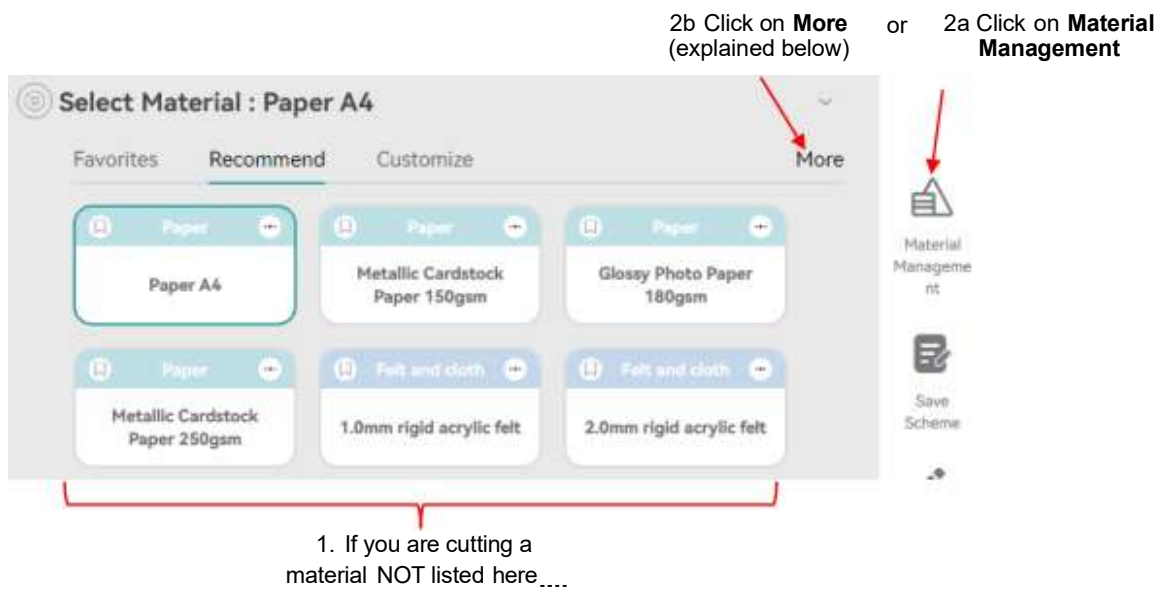 2b Click on More or 2a Click on Material
(explained below) Management
Select Material : Paper A4
Favorites Recommend Customize More
Paper Paper Paper
Paper A4
Metallic Cardstock
Paper 150gsm
Glossy Photo Paper
180gsm
Material
Manageme
nt
Paper Felt and cloth Felt and cloth
Metallic Cardstock
Paper 250gsm
1.0mm rigid acrylic felt
2.0mm rigid acrylic felt
Save
Scheme
1. If you are cutting a
material NOT listed here....